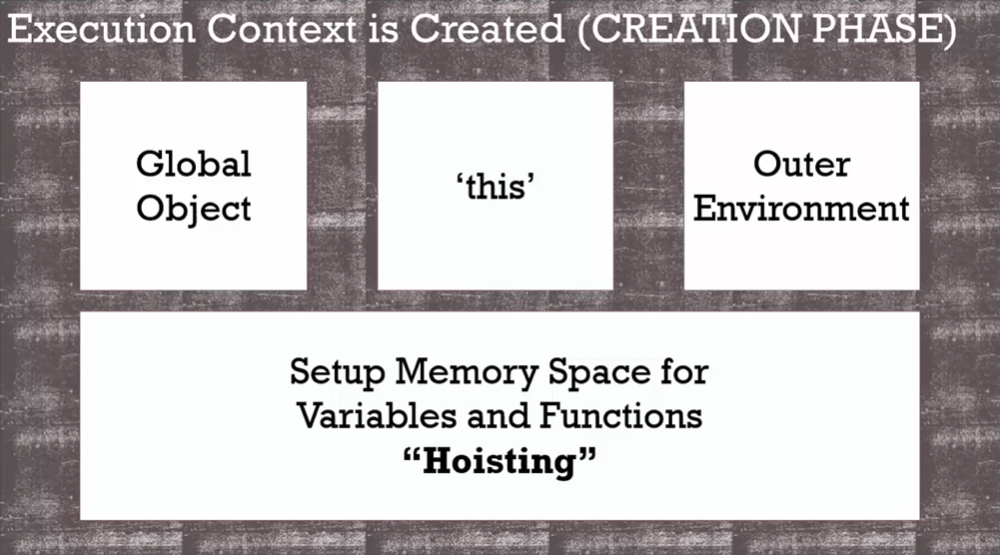 Execution Context is Created (CREATION PHASE)
Global
Object
‘this’
Outer
Environment
Setup Memory Space for
Variables and Functions
“Hoisting”